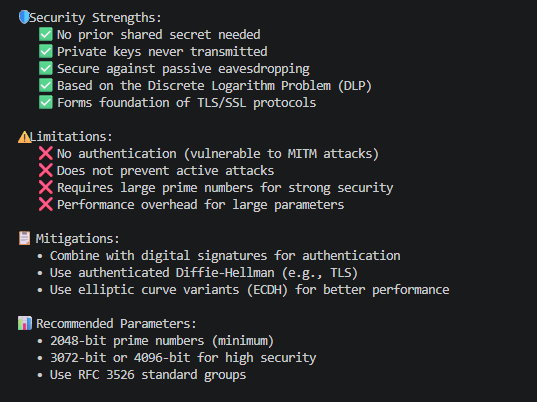 🛡️Security Strengths:
✅ No prior shared secret needed
✅ Private keys never transmitted
✅ Secure against passive eavesdropping
✅ Based on the Discrete Logarithm Problem (DLP)
✅ Forms foundation of TLS/SSL protocols
⚠️Limitations:
❌ No authentication (vulnerable to MITM attacks)
❌ Does not prevent active attacks
❌ Requires large prime numbers for strong security
❌ Performance overhead for large parameters
📋 Mitigations:
• Combine with digital signatures for authentication
• Use authenticated Diffie-Hellman (e.g., TLS)
• Use elliptic curve variants (ECDH) for better performance
📊 Recommended Parameters:
• 2048-bit prime numbers (minimum)
• 3072-bit or 4096-bit for high security
• Use RFC 3526 standard groups